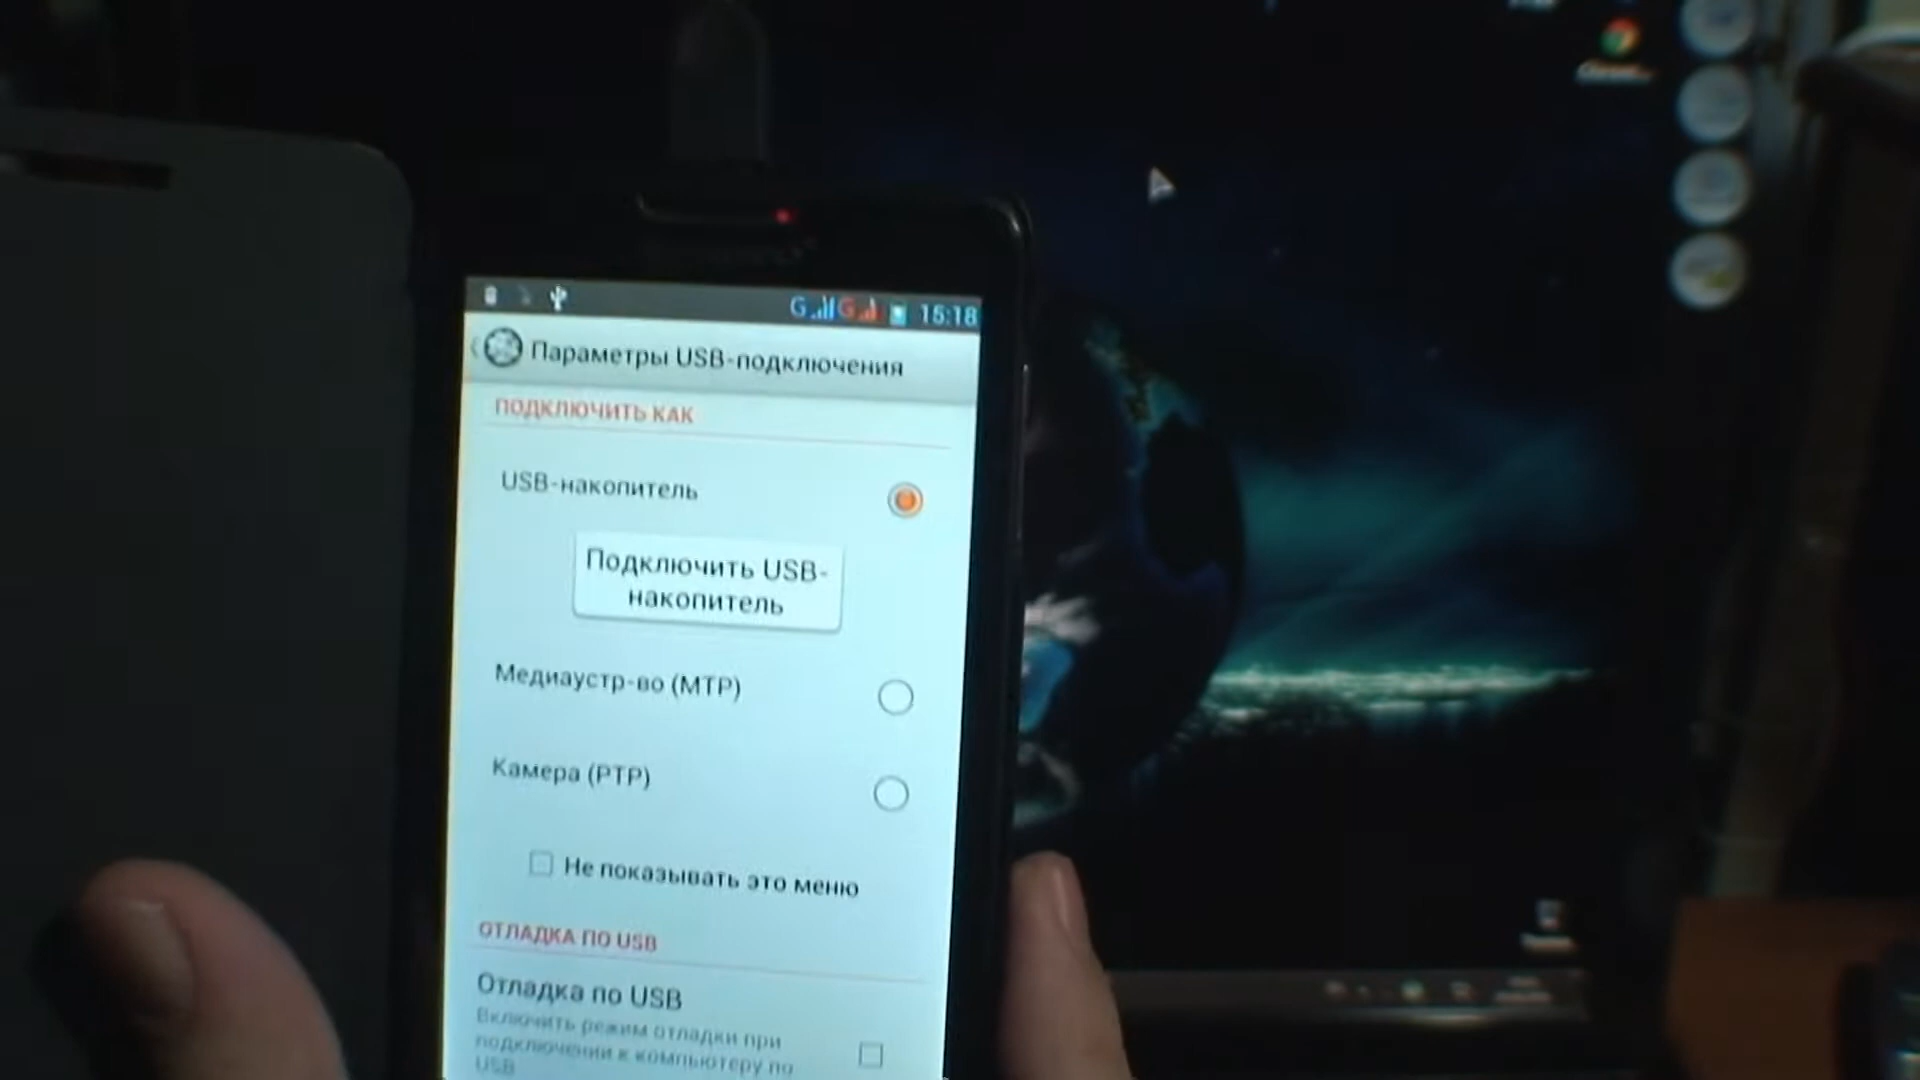 G G 15:18
Параметры USB-подключения
ПОДКЛЮЧИТЬ КАК
USB-накопитель
Подключить USB-
накопитель
Медиаустр-во (MTP)
Камера (PTP)
Не показывать это меню
ОТЛАДКА ПО USB
Отладка по USB
Включить режим отладки при
подключении к компьютеру по
USB